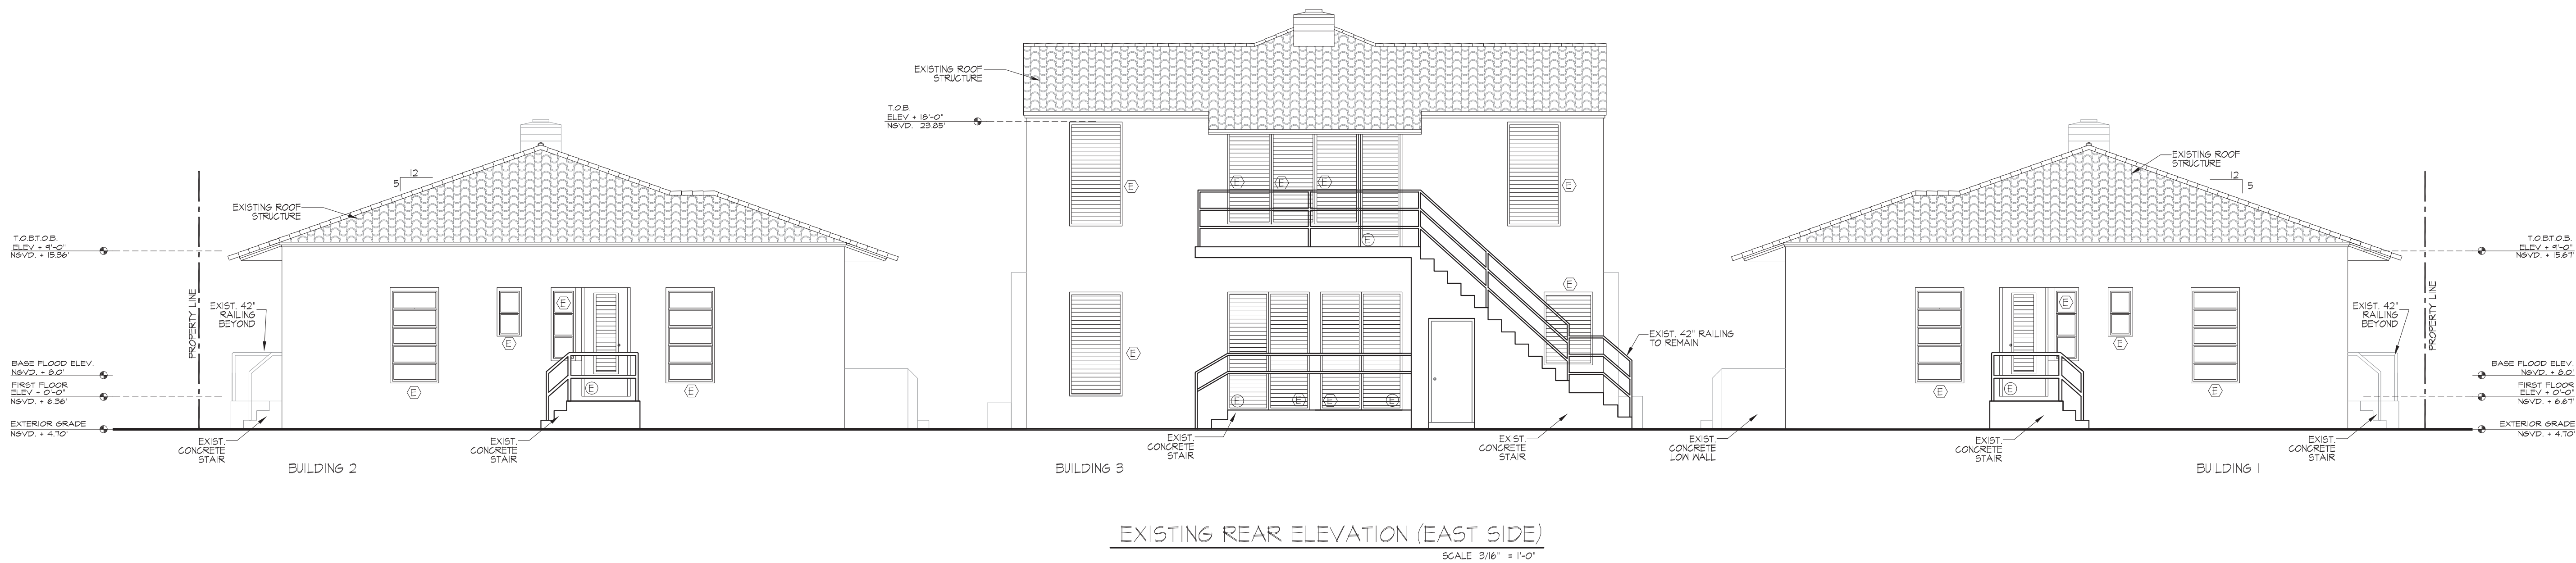 EXISTING ROOF
STRUCTURE
T.O.B.
ELEV + 18'-0"
NGVD. 23.85'
12
5
EXISTING ROOF
STRUCTURE
EXISTING ROOF
STRUCTURE
12
5
T.O.B.T.O.B.
ELEV + 9'-0"
NGVD. + 15.36'
T.O.B.T.O.B.
ELEV + 9'-0"
NGVD. + 15.67'
PROPERTY LINE
EXIST. 42"
RAILING
BEYOND
E
E
E
E
E
E
E
E
E
E
E
E
E
E
F
E
E
E
EXIST. 42" RAILING
TO REMAIN
E
E
E
E
E
EXIST. 42"
RAILING
BEYOND
PROPERTY LINE
BASE FLOOD ELEV.
NGVD. + 8.0'
FIRST FLOOR
ELEV + 0'-0"
NGVD. + 6.36'
EXTERIOR GRADE
NGVD. + 4.70'
BASE FLOOD ELEV.
NGVD. + 8.0'
FIRST FLOOR
ELEV + 0'-0"
NGVD. + 6.67'
EXTERIOR GRADE
NGVD. + 4.70'
EXIST.
CONCRETE
STAIR
EXIST.
CONCRETE
STAIR
EXIST.
CONCRETE
STAIR
EXIST.
CONCRETE
STAIR
EXIST.
CONCRETE
LOW WALL
EXIST.
CONCRETE
STAIR
EXIST.
CONCRETE
STAIR
BUILDING 2
BUILDING 3
BUILDING 1
EXISTING REAR ELEVATION (EAST SIDE)
SCALE 3/16" = 1'-0"